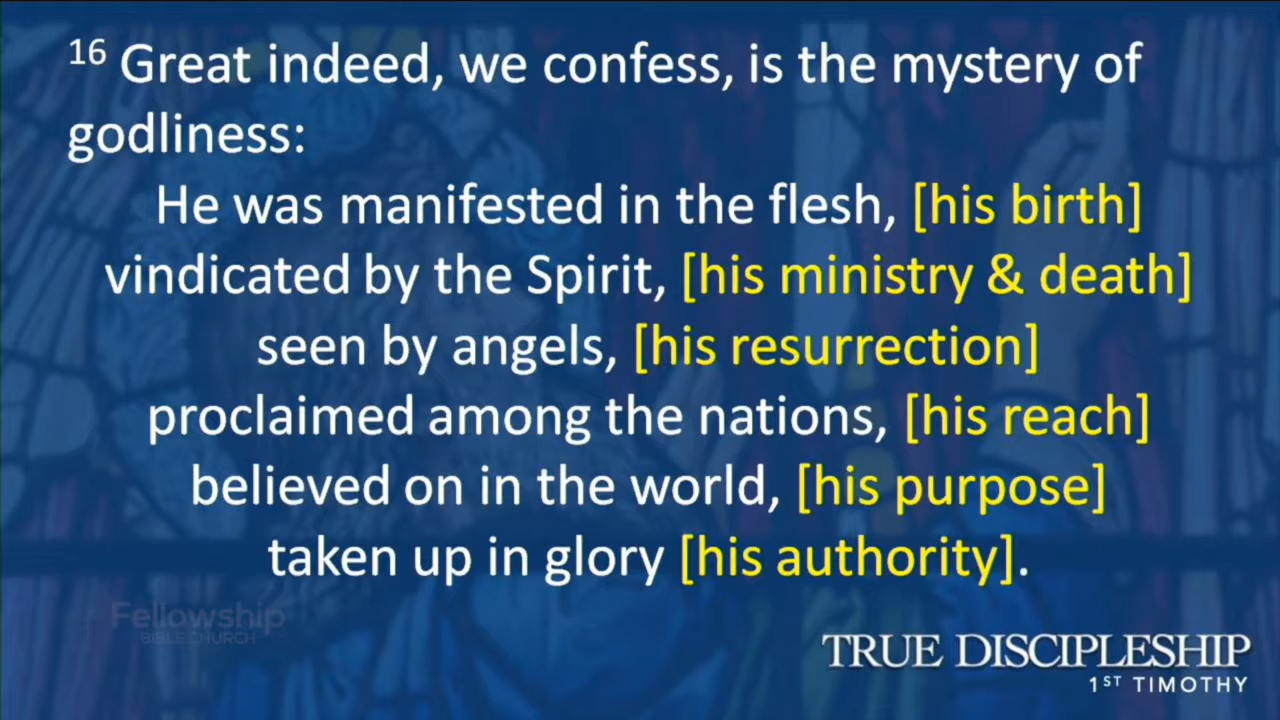 16 Great indeed, we confess, is the mystery of
godliness:
He was manifested in the flesh, [his birth]
vindicated by the Spirit, [his ministry & death]
seen by angels, [his resurrection]
proclaimed among the nations, [his reach]
believed on in the world, [his purpose]
taken up in glory [his authority].
Fellowship
BIBLE CHURCH
TRUE DISCIPLESHIP
1ST TIMOTHY